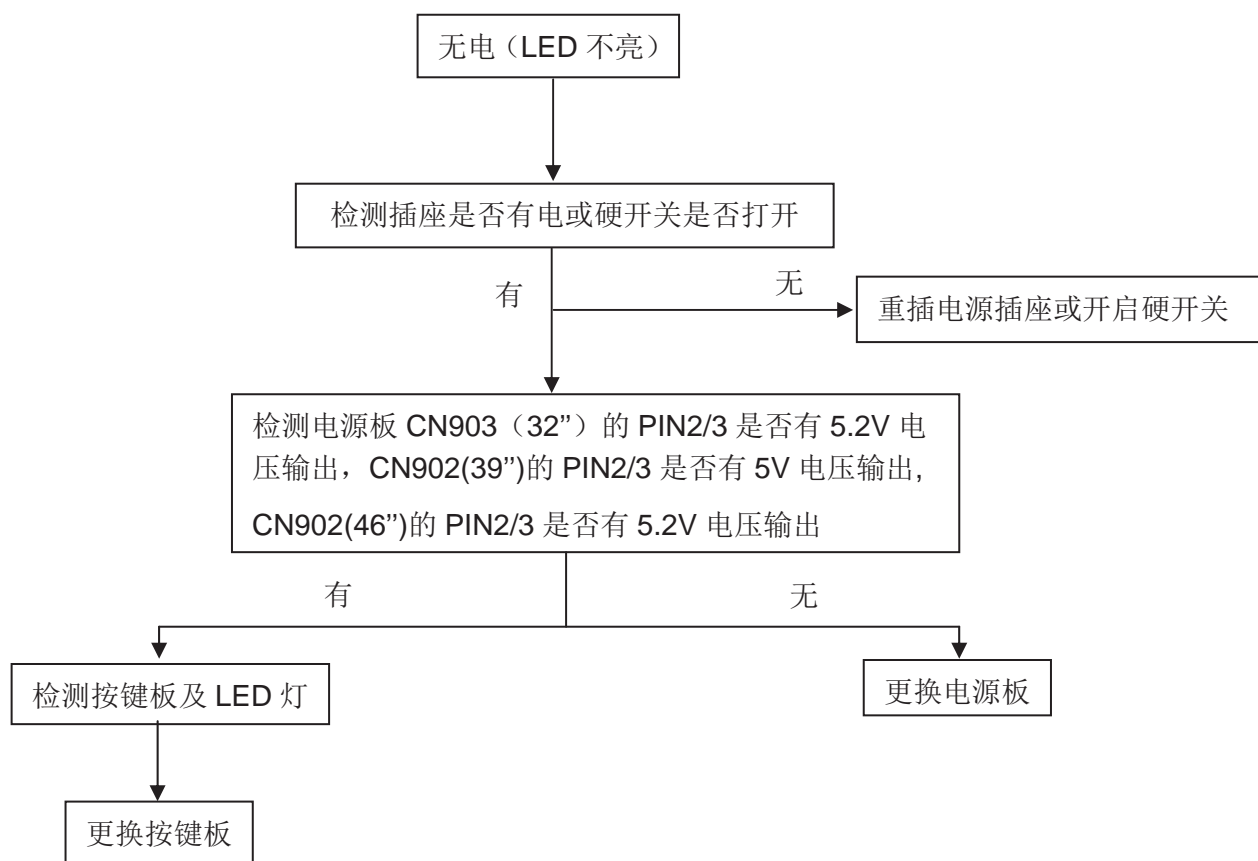 无电（LED 不亮）
检测插座是否有电或硬开关是否打开
有
无
重插电源插座或开启硬开关
检测电源板 CN903（32”）的 PIN2/3 是否有 5.2V 电
压输出，CN902(39”)的 PIN2/3 是否有 5V 电压输出,
CN902(46”)的 PIN2/3 是否有 5.2V 电压输出
有
无
检测按键板及 LED 灯
更换电源板
更换按键板